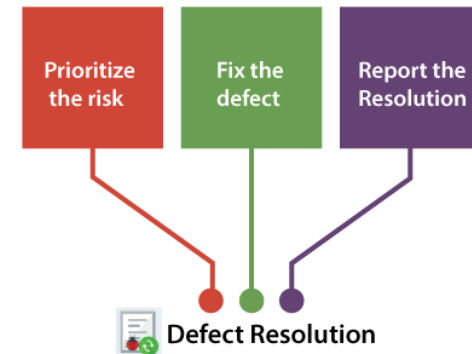 Prioritize
the risk
Fix the
defect
Report the
Resolution
Defect Resolution